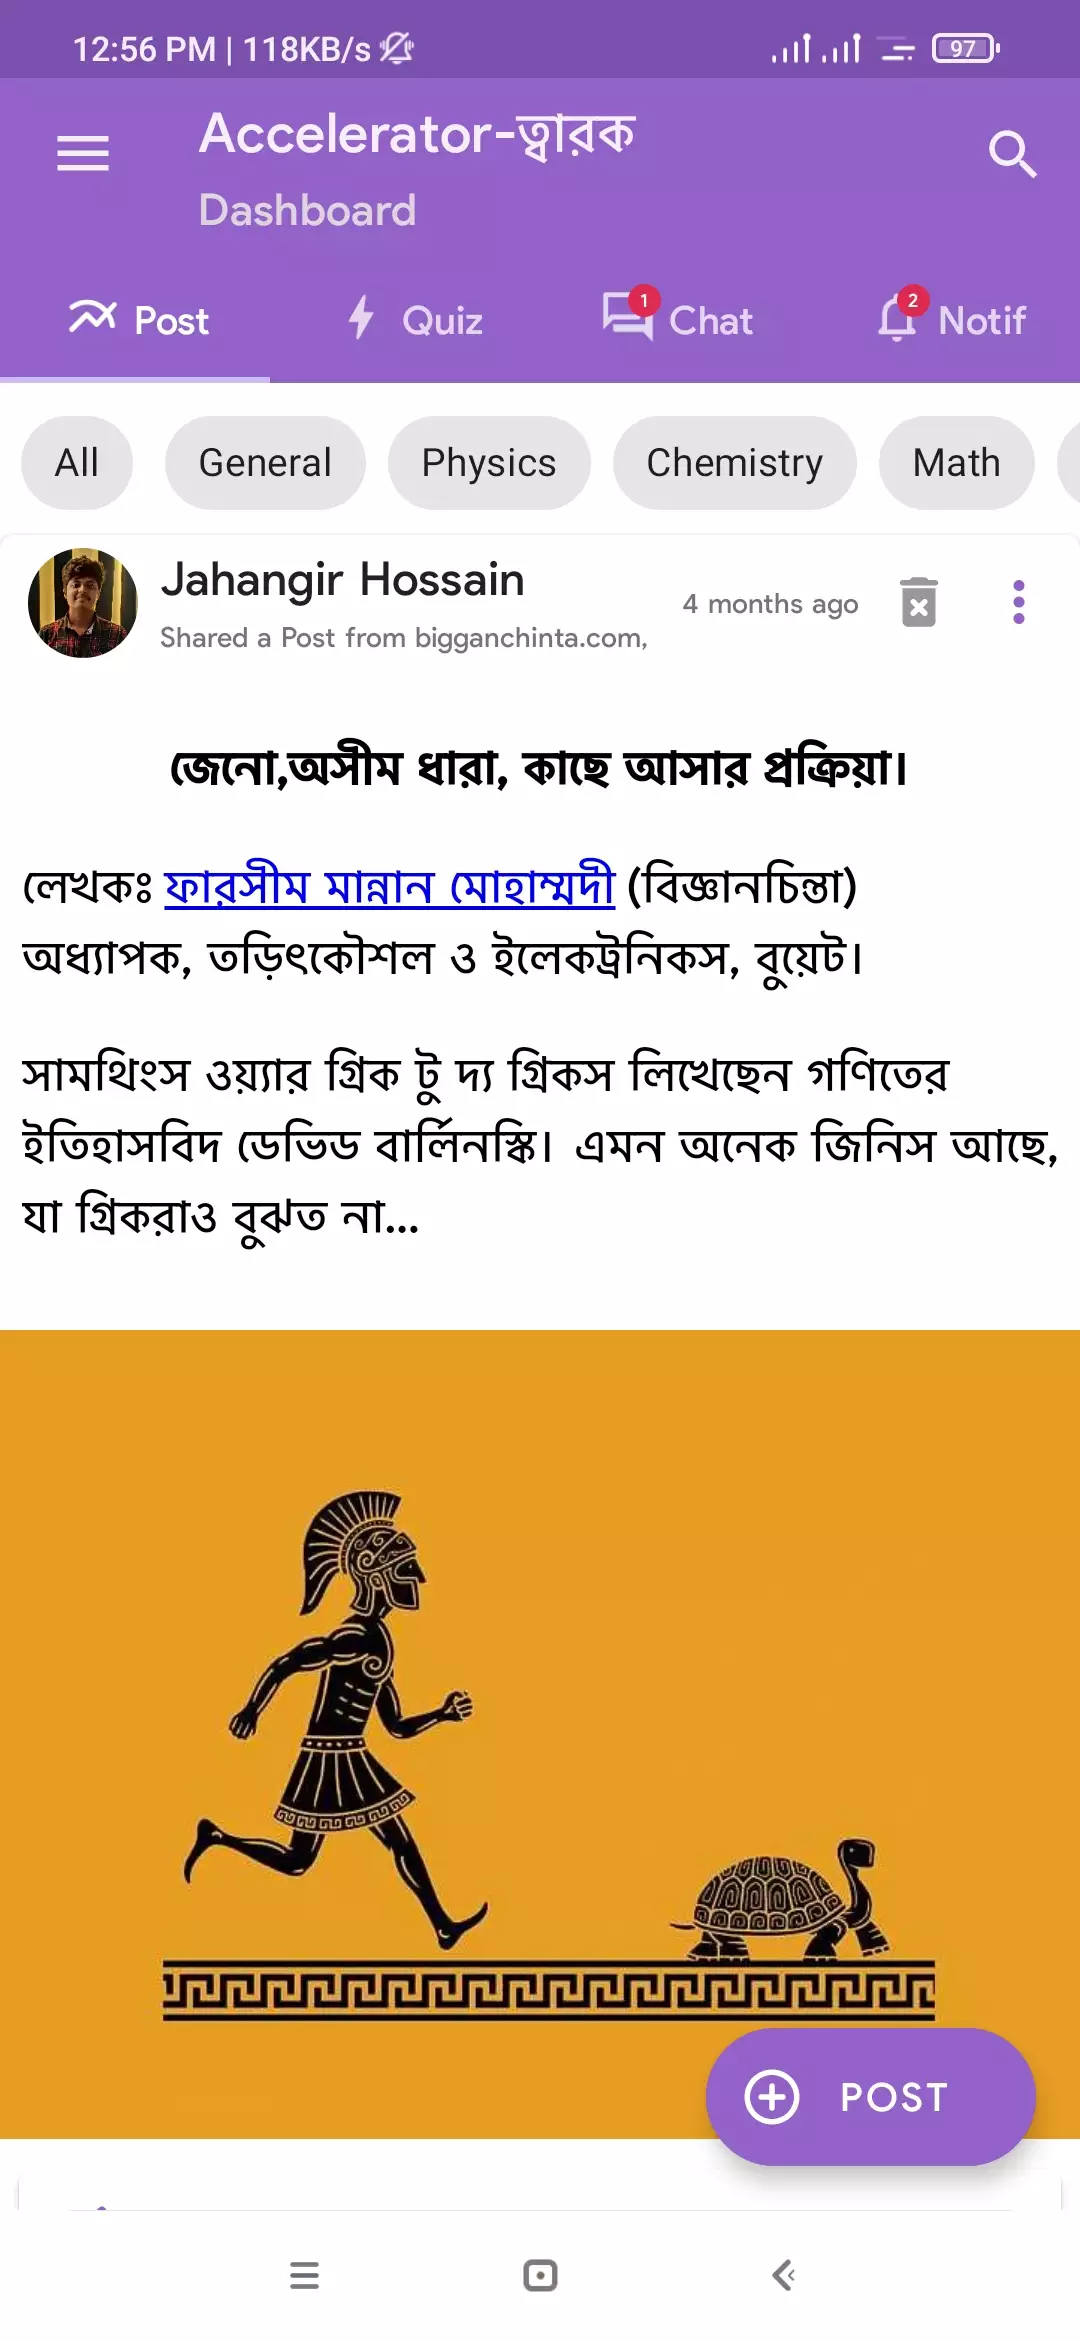 12:56 PM | 118KB/s
97
Accelerator-ত্বারক
Dashboard
Post
Quiz
1
Chat
2
Notif
All
General
Physics
Chemistry
Math
Jahangir Hossain
4 months ago
Shared a Post from bigganchinta.com,
জেনো,অসীম ধারা, কাছে আসার প্রক্রিয়া।
লেখকঃ ফারসীম মান্নান মোহাম্মদী (বিজ্ঞানচিন্তা)
অধ্যাপক, তড়িৎকৌশল ও ইলেকট্রনিকস, বুয়েট।
সামথিংস ওয়্যার গ্রিক টু দ্য গ্রিকস লিখেছেন গণিতের
ইতিহাসবিদ ডেভিড বার্লিনস্কি। এমন অনেক জিনিস আছে,
যা গ্রিকরাও বুঝত না...
POST